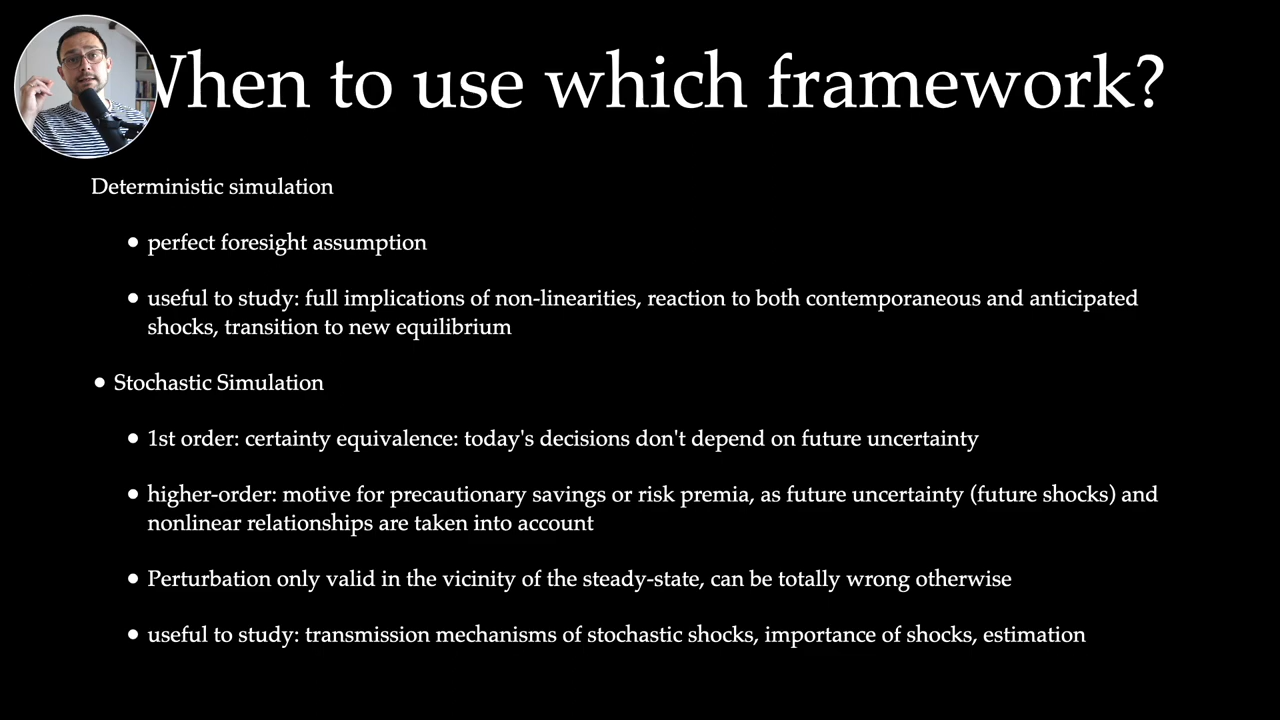 When to use which framework?
Deterministic simulation
• perfect foresight assumption
• useful to study: full implications of non-linearities, reaction to both contemporaneous and anticipated
shocks, transition to new equilibrium
• Stochastic Simulation
• 1st order: certainty equivalence: today's decisions don't depend on future uncertainty
• higher-order: motive for precautionary savings or risk premia, as future uncertainty (future shocks) and
nonlinear relationships are taken into account
• Perturbation only valid in the vicinity of the steady-state, can be totally wrong otherwise
• useful to study: transmission mechanisms of stochastic shocks, importance of shocks, estimation